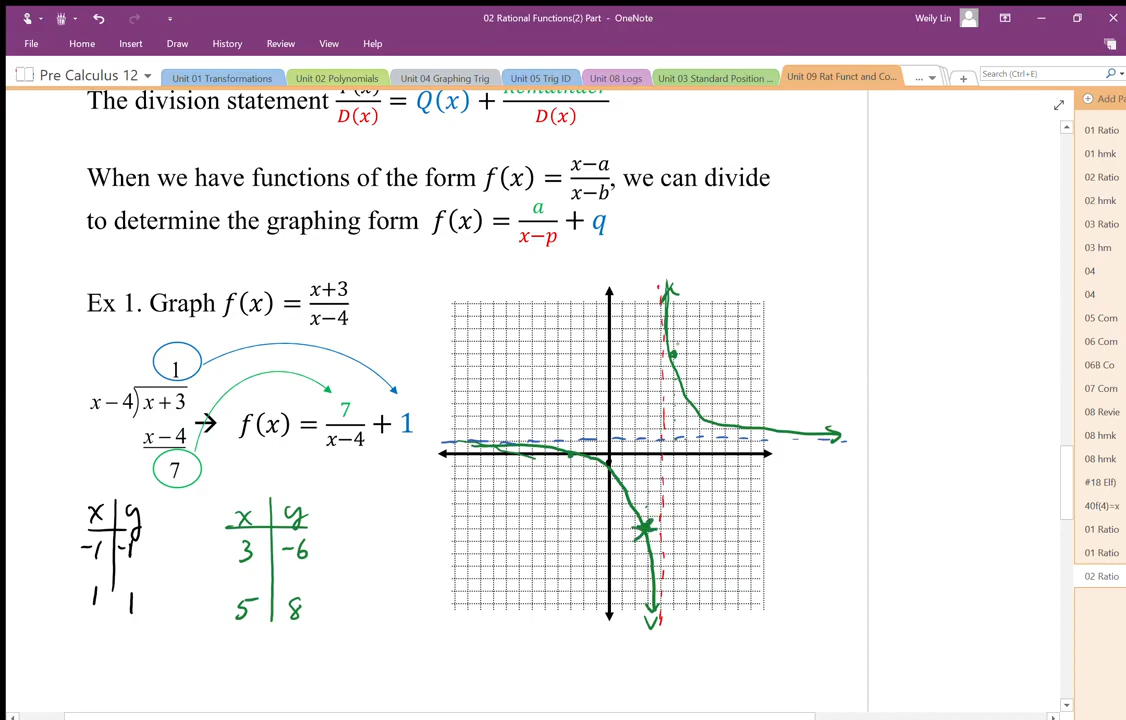 02 Rational Functions(2) Part - OneNote
Weily Lin
File Home Insert Draw History Review View Help
Pre Calculus 12
Unit 01 Transformations
Unit 02 Polynomials
Unit 04 Graphing Trig
Unit 05 Trig ID
Unit 08 Logs
Unit 03 Standard Position ...
Unit 09 Rat Funct and Co...
...
Search (Ctrl+E)
The division statement P(x)/D(x) = Q(x) + Remainder/D(x)
When we have functions of the form f(x) = x−a/x−b, we can divide
to determine the graphing form f(x) = a/x−p + q
Ex 1. Graph f(x) = x+3/x−4
1
x − 4)x + 3 → f(x) = 7/x−4 + 1
x − 4
7
x y
-1 -1
1 1
x y
3 -6
5 8
Add P
01 Ratio
01 hmk
02 Ratio
02 hmk
03 Ratio
03 hm
04
04
05 Com
06 Com
06B Co
07 Com
08 Revie
08 hmk
08 hmk
#18 Elf)
40f(4)=x
01 Ratio
01 Ratio
02 Ratio